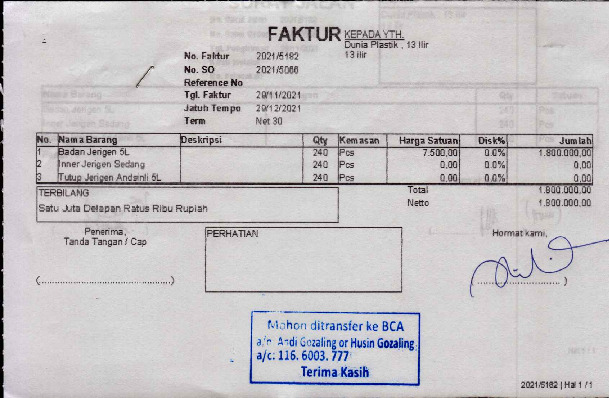 FAKTUR
KEPADA YTH.
Dunia Plastik , 13 Ilir
13 ilir
No. Faktur 2021/5182
No. SO 2021/5066
Reference No
Tgl. Faktur 29/11/2021
Jatuh Tempo 29/12/2021
Term Net 30
No. Nama Barang Deskripsi Qty Kemasan Harga Satuan Disk% Jumlah
1 Badan Jerigen 5L 240 Pcs 7.500,00 0.0% 1.800.000,00
2 Inner Jerigen Sedang 240 Pcs 0,00 0.0% 0,00
3 Tutup Jerigen Andsinli 5L 240 Pcs 0,00 0.0% 0,00
Total 1.800.000,00
Netto 1.800.000,00
TERBILANG
Satu Juta Delapan Ratus Ribu Rupiah
Penerima,
Tanda Tangan / Cap
PERHATIAN
Hormat kami,
(........................................)
(........................)
Mohon ditransfer ke BCA
a/n. Andi Gozaling or Husin Gozaling
a/c: 116. 6003. 777
Terima Kasih
2021/5182 | Hal 1 / 1